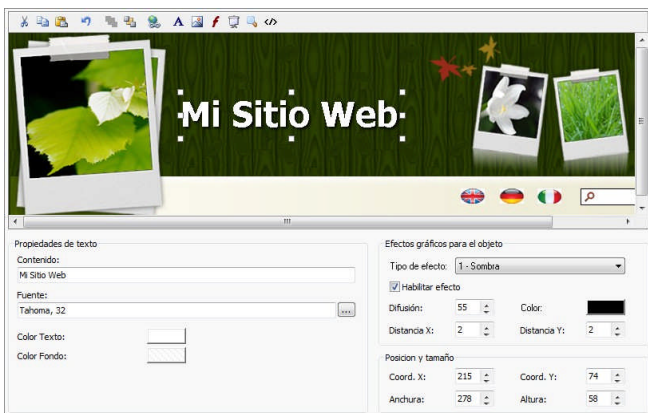 Mi Sitio Web
Propiedades de texto
Contenido:
Mi Sitio Web
Fuente:
Tahoma, 32
...
Color Texto:
Color Fondo:
Efectos gráficos para el objeto
Tipo de efecto: 1 - Sombra
Habilitar efecto
Difusión: 55 Color:
Distancia X: 2 Distancia Y: 2
Posicion y tamaño
Coord. X: 215 Coord. Y: 74
Anchura: 278 Altura: 58